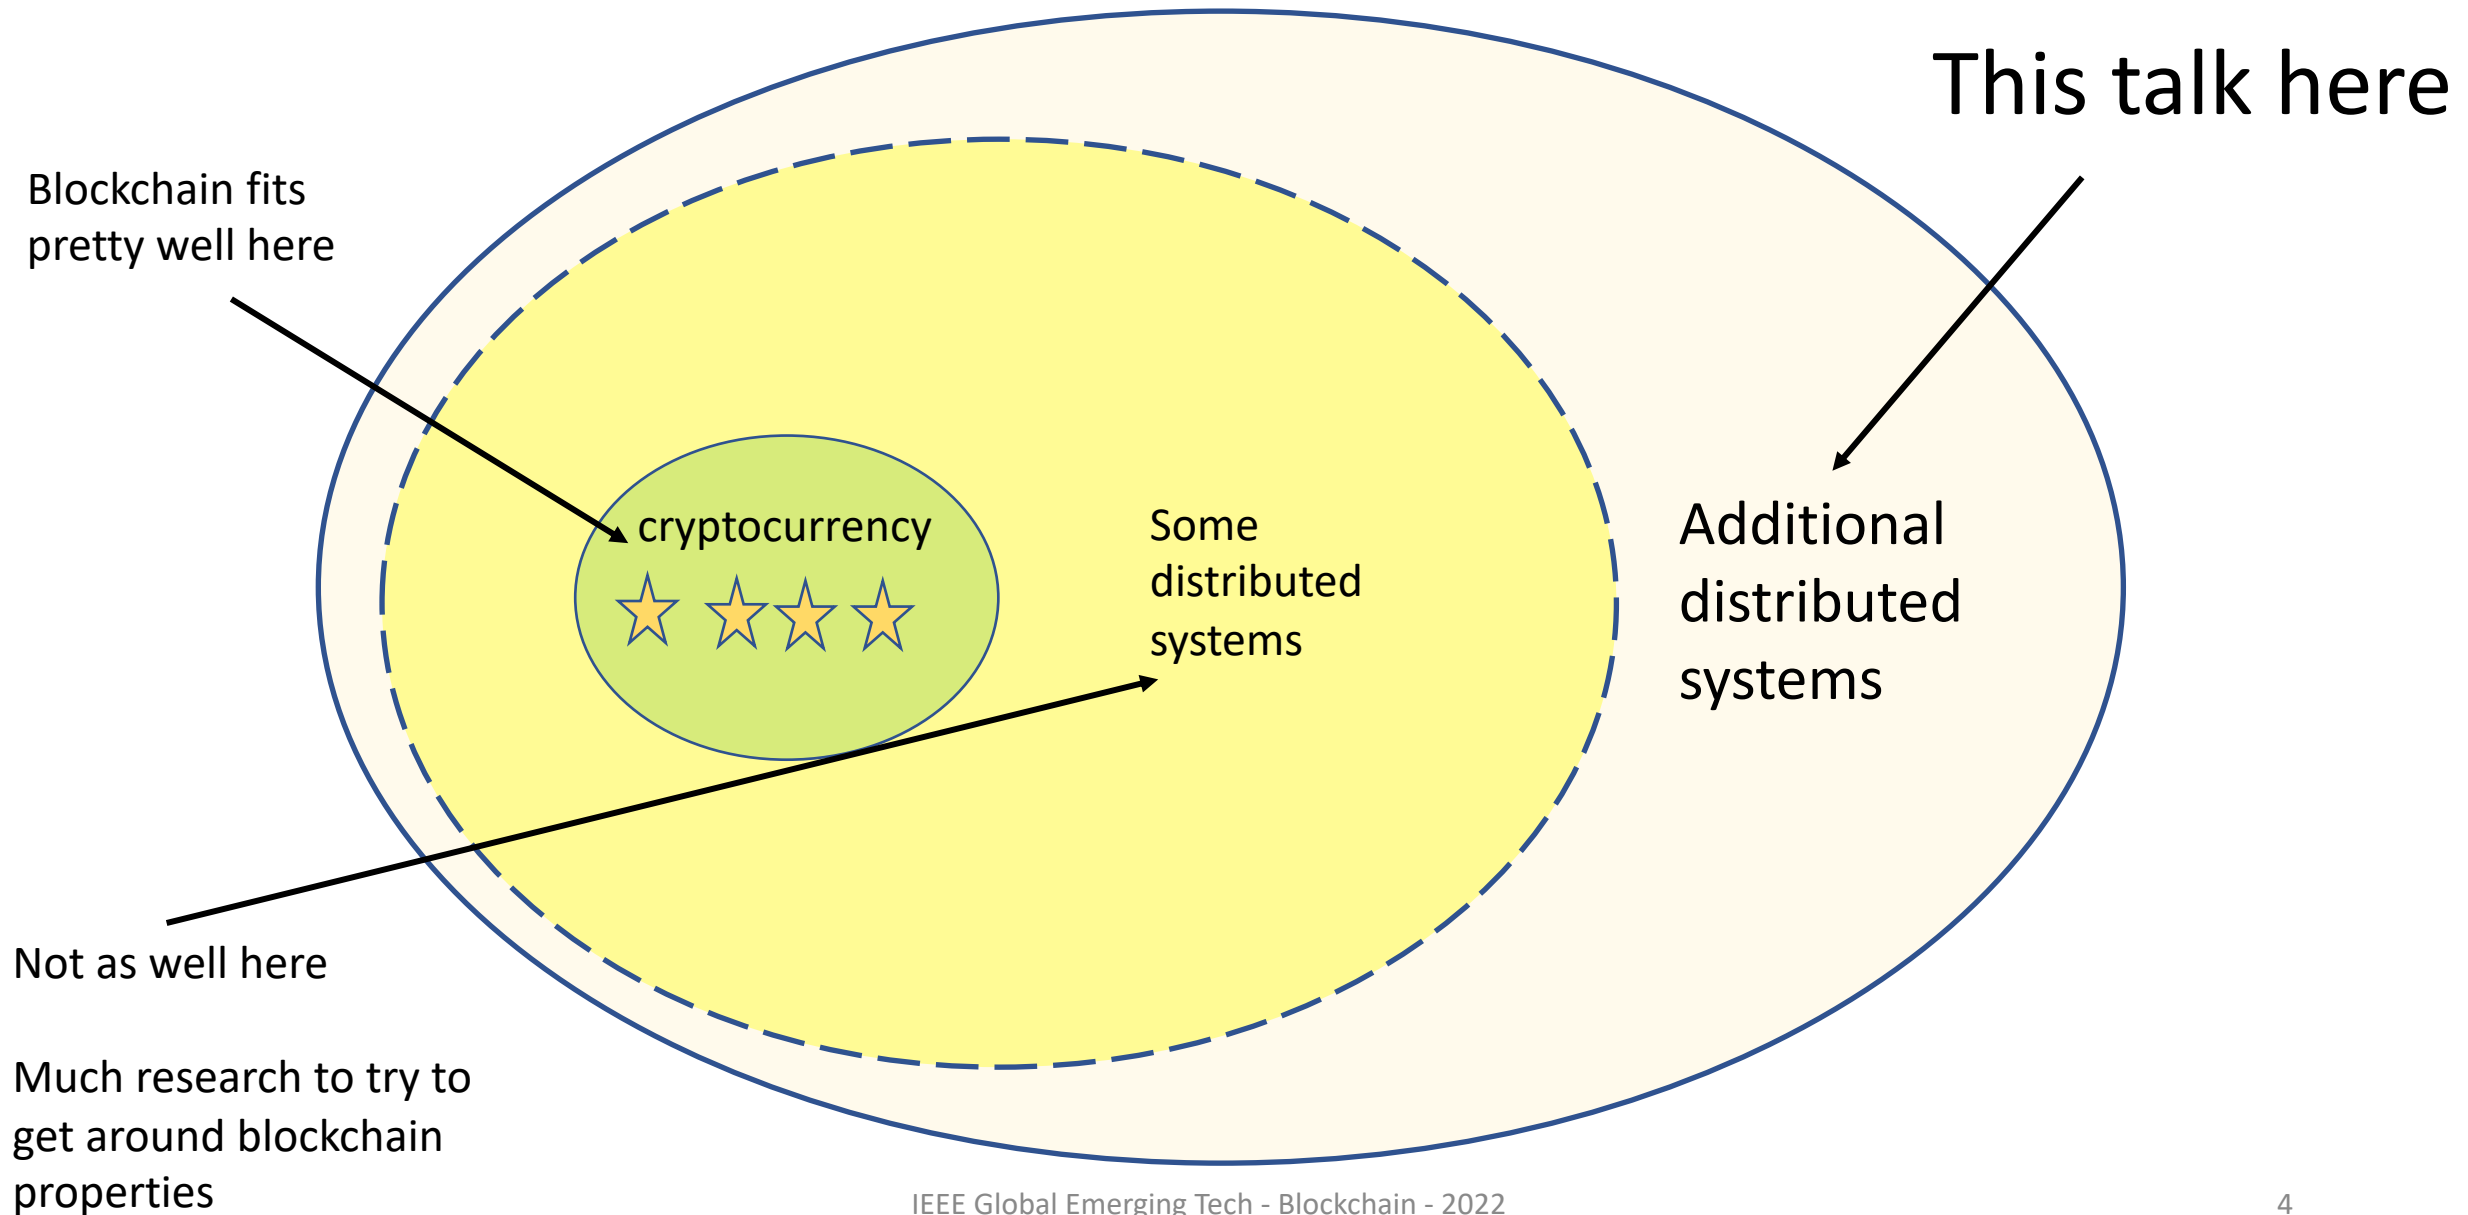 This talk here
Blockchain fits
pretty well here
cryptocurrency
Some
distributed
systems
Additional
distributed
systems
Not as well here
Much research to try to
get around blockchain
properties
IEEE Global Emerging Tech - Blockchain - 2022
4